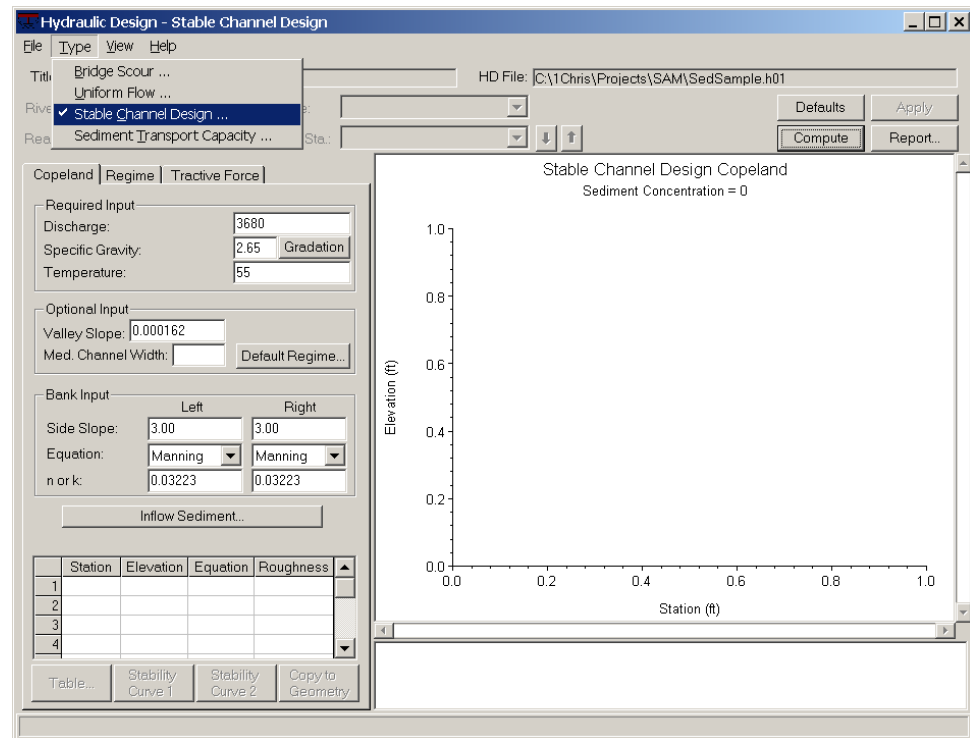 Hydraulic Design - Stable Channel Design
File Type View Help
HD File: C:\1Chris\Projects\SAM\SedSample.h01
Bridge Scour ...
Uniform Flow ...
✓ Stable Channel Design ...
Sediment Transport Capacity ...
Sta.:
Defaults Apply
Compute Report...
Copeland Regime Tractive Force
Required Input
Discharge: 3680
Specific Gravity: 2.65 Gradation
Temperature: 55
Optional Input
Valley Slope: 0.000162
Med. Channel Width: Default Regime...
Bank Input
Left Right
Side Slope: 3.00 3.00
Equation: Manning Manning
n or k: 0.03223 0.03223
Inflow Sediment...
Station Elevation Equation Roughness
1
2
3
4
Table... Stability Curve 1 Stability Curve 2 Copy to Geometry
Stable Channel Design Copeland
Sediment Concentration = 0
Elevation (ft)
1.0
0.8
0.6
0.4
0.2
0.0
0.0 0.2 0.4 0.6 0.8 1.0
Station (ft)